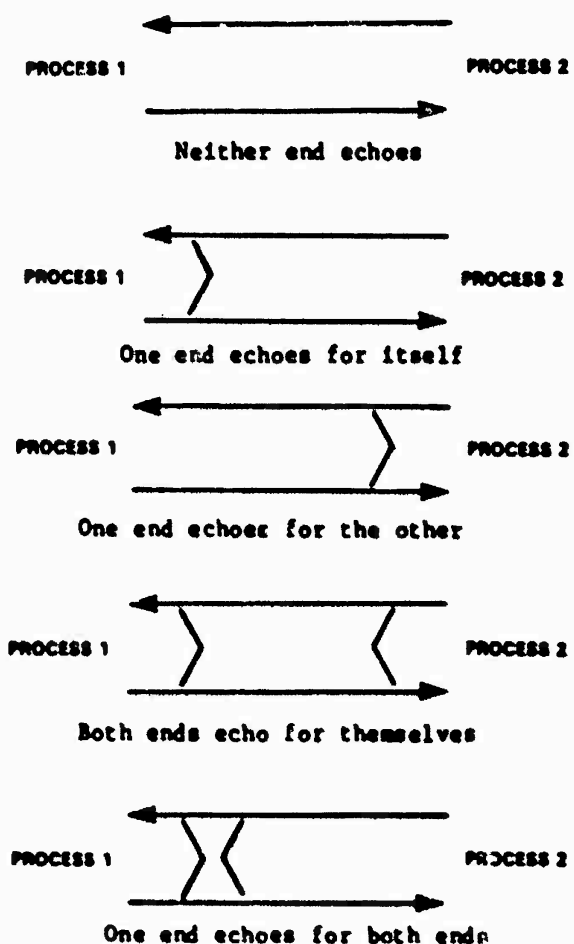 PROCESS 1 PROCESS 2
Neither end echoes
PROCESS 1 PROCESS 2
One end echoes for itself
PROCESS 1 PROCESS 2
One end echoes for the other
PROCESS 1 PROCESS 2
Both ends echo for themselves
PROCESS 1 PROCESS 2
One end echoes for both ends